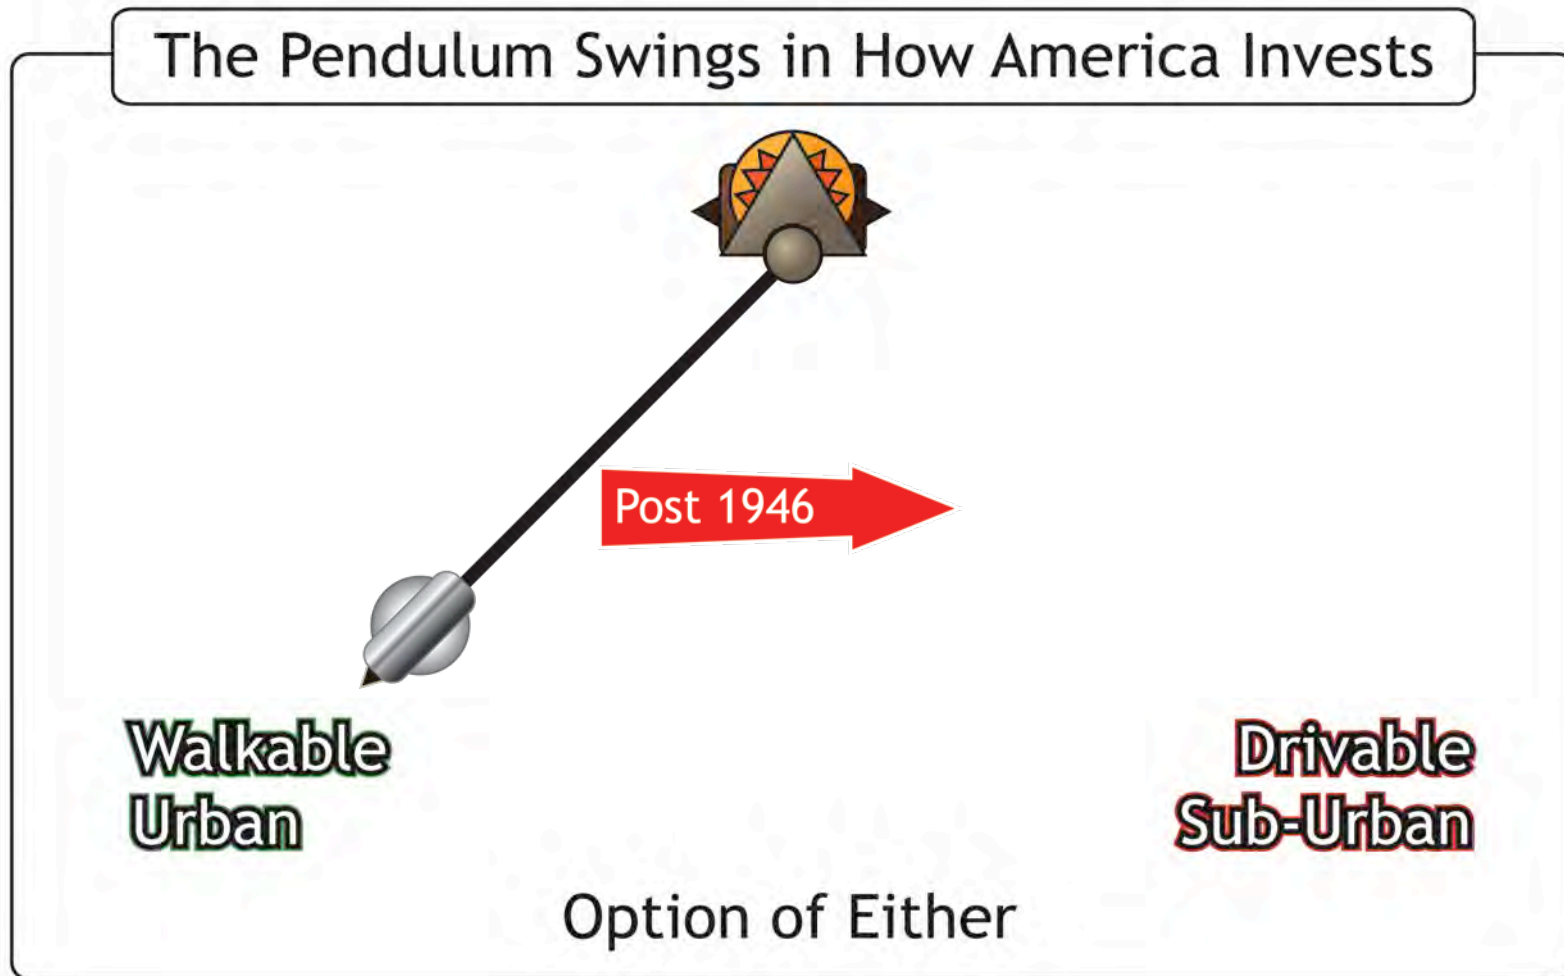 The Pendulum Swings in How America Invests
Post 1946
Walkable
Urban
Drivable
Sub-Urban
Option of Either